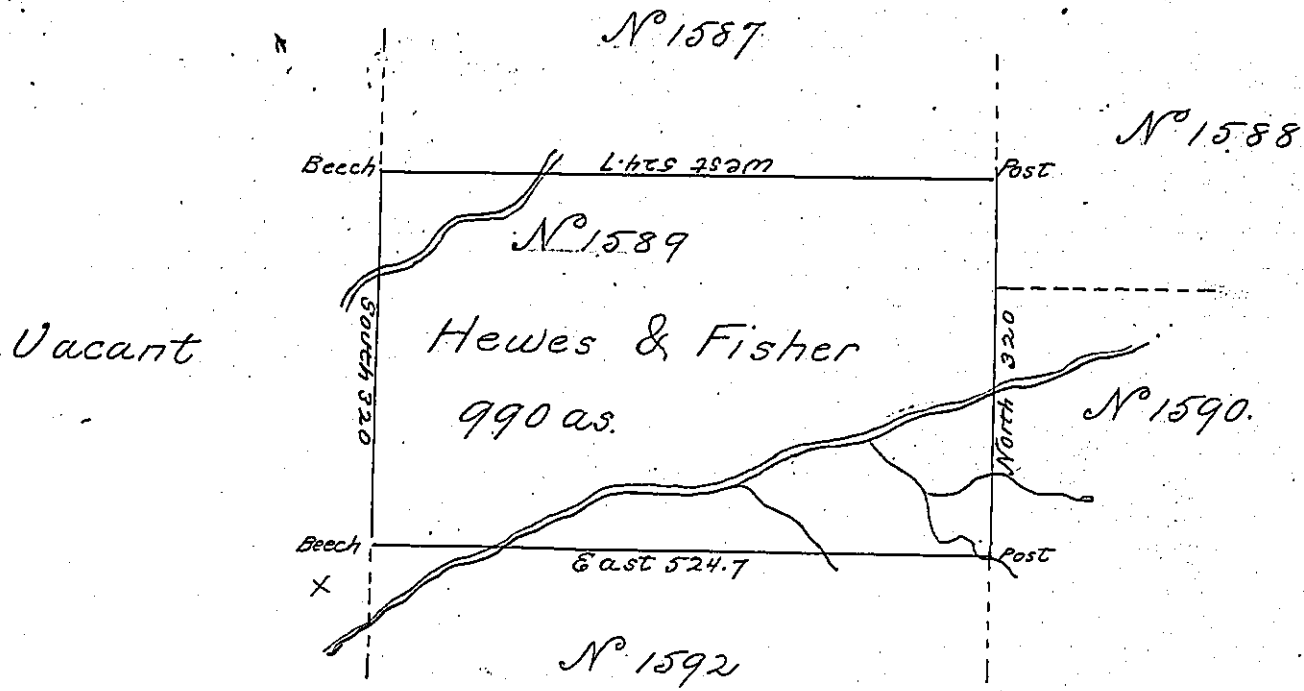 Nº 1587
Nº 1588
Beech
West 524.7
Post
Nº 1589
Vacant
South 320
Hewes & Fisher
North 320
990 as.
Nº 1590.
Beech
East 524.7
Post
X
Nº 1592